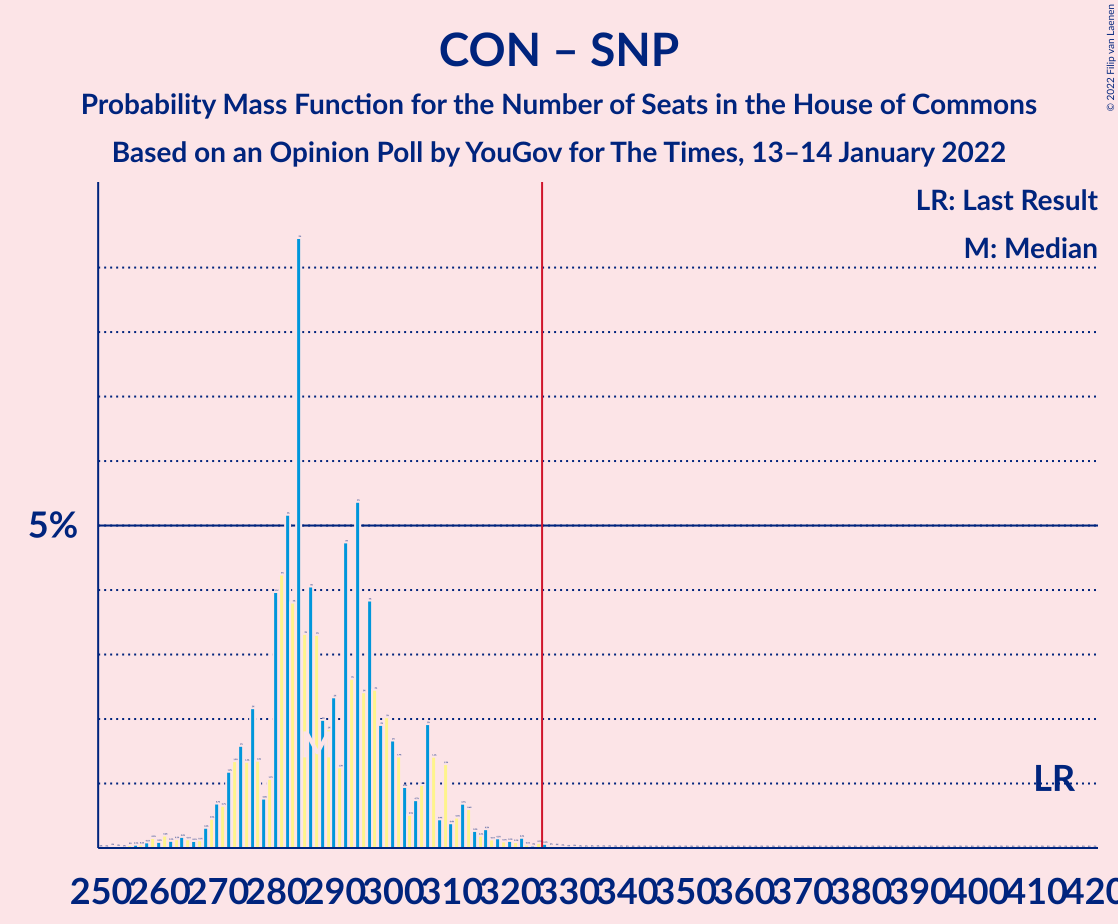 CON – SNP
Probability Mass Function for the Number of Seats in the House of Commons
Based on an Opinion Poll by YouGov for The Times, 13–14 January 2022
© 2022 Filip van Laenen
LR: Last Result
M: Median
5%
LR
250 260 270 280 290 300 310 320 330 340 350 360 370 380 390 400 410 420